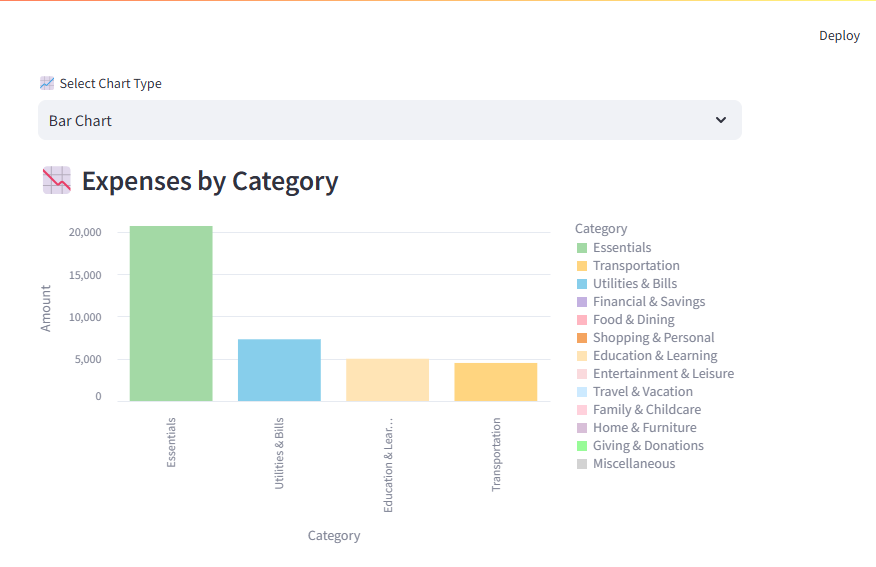 Deploy
Select Chart Type
Bar Chart
Expenses by Category
Amount
20,000
15,000
10,000
5,000
0
Essentials
Utilities & Bills
Education & Lear...
Transportation
Category
Category
Essentials
Transportation
Utilities & Bills
Financial & Savings
Food & Dining
Shopping & Personal
Education & Learning
Entertainment & Leisure
Travel & Vacation
Family & Childcare
Home & Furniture
Giving & Donations
Miscellaneous